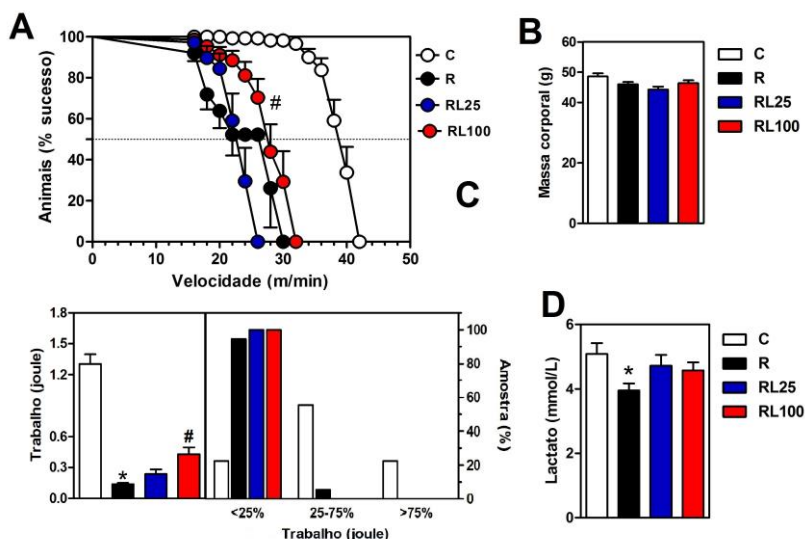 A
Animais (% sucesso)
100
80
60
40
20
0
#
0 10 20 30 40 50
Velocidade (m/min)
C
R
RL25
RL100
B
Massa corporal (g)
60
40
20
0
C
R
RL25
RL100
C
Trabalho (joule)
1.8
1.5
1.2
0.6
0.3
0.0
*
#
100
80
60
40
20
0
Amostra (%)
<25% 25-75% >75%
Trabalho (joule)
D
Lactato (mmol/L)
6
4
2
0
*
C
R
RL25
RL100